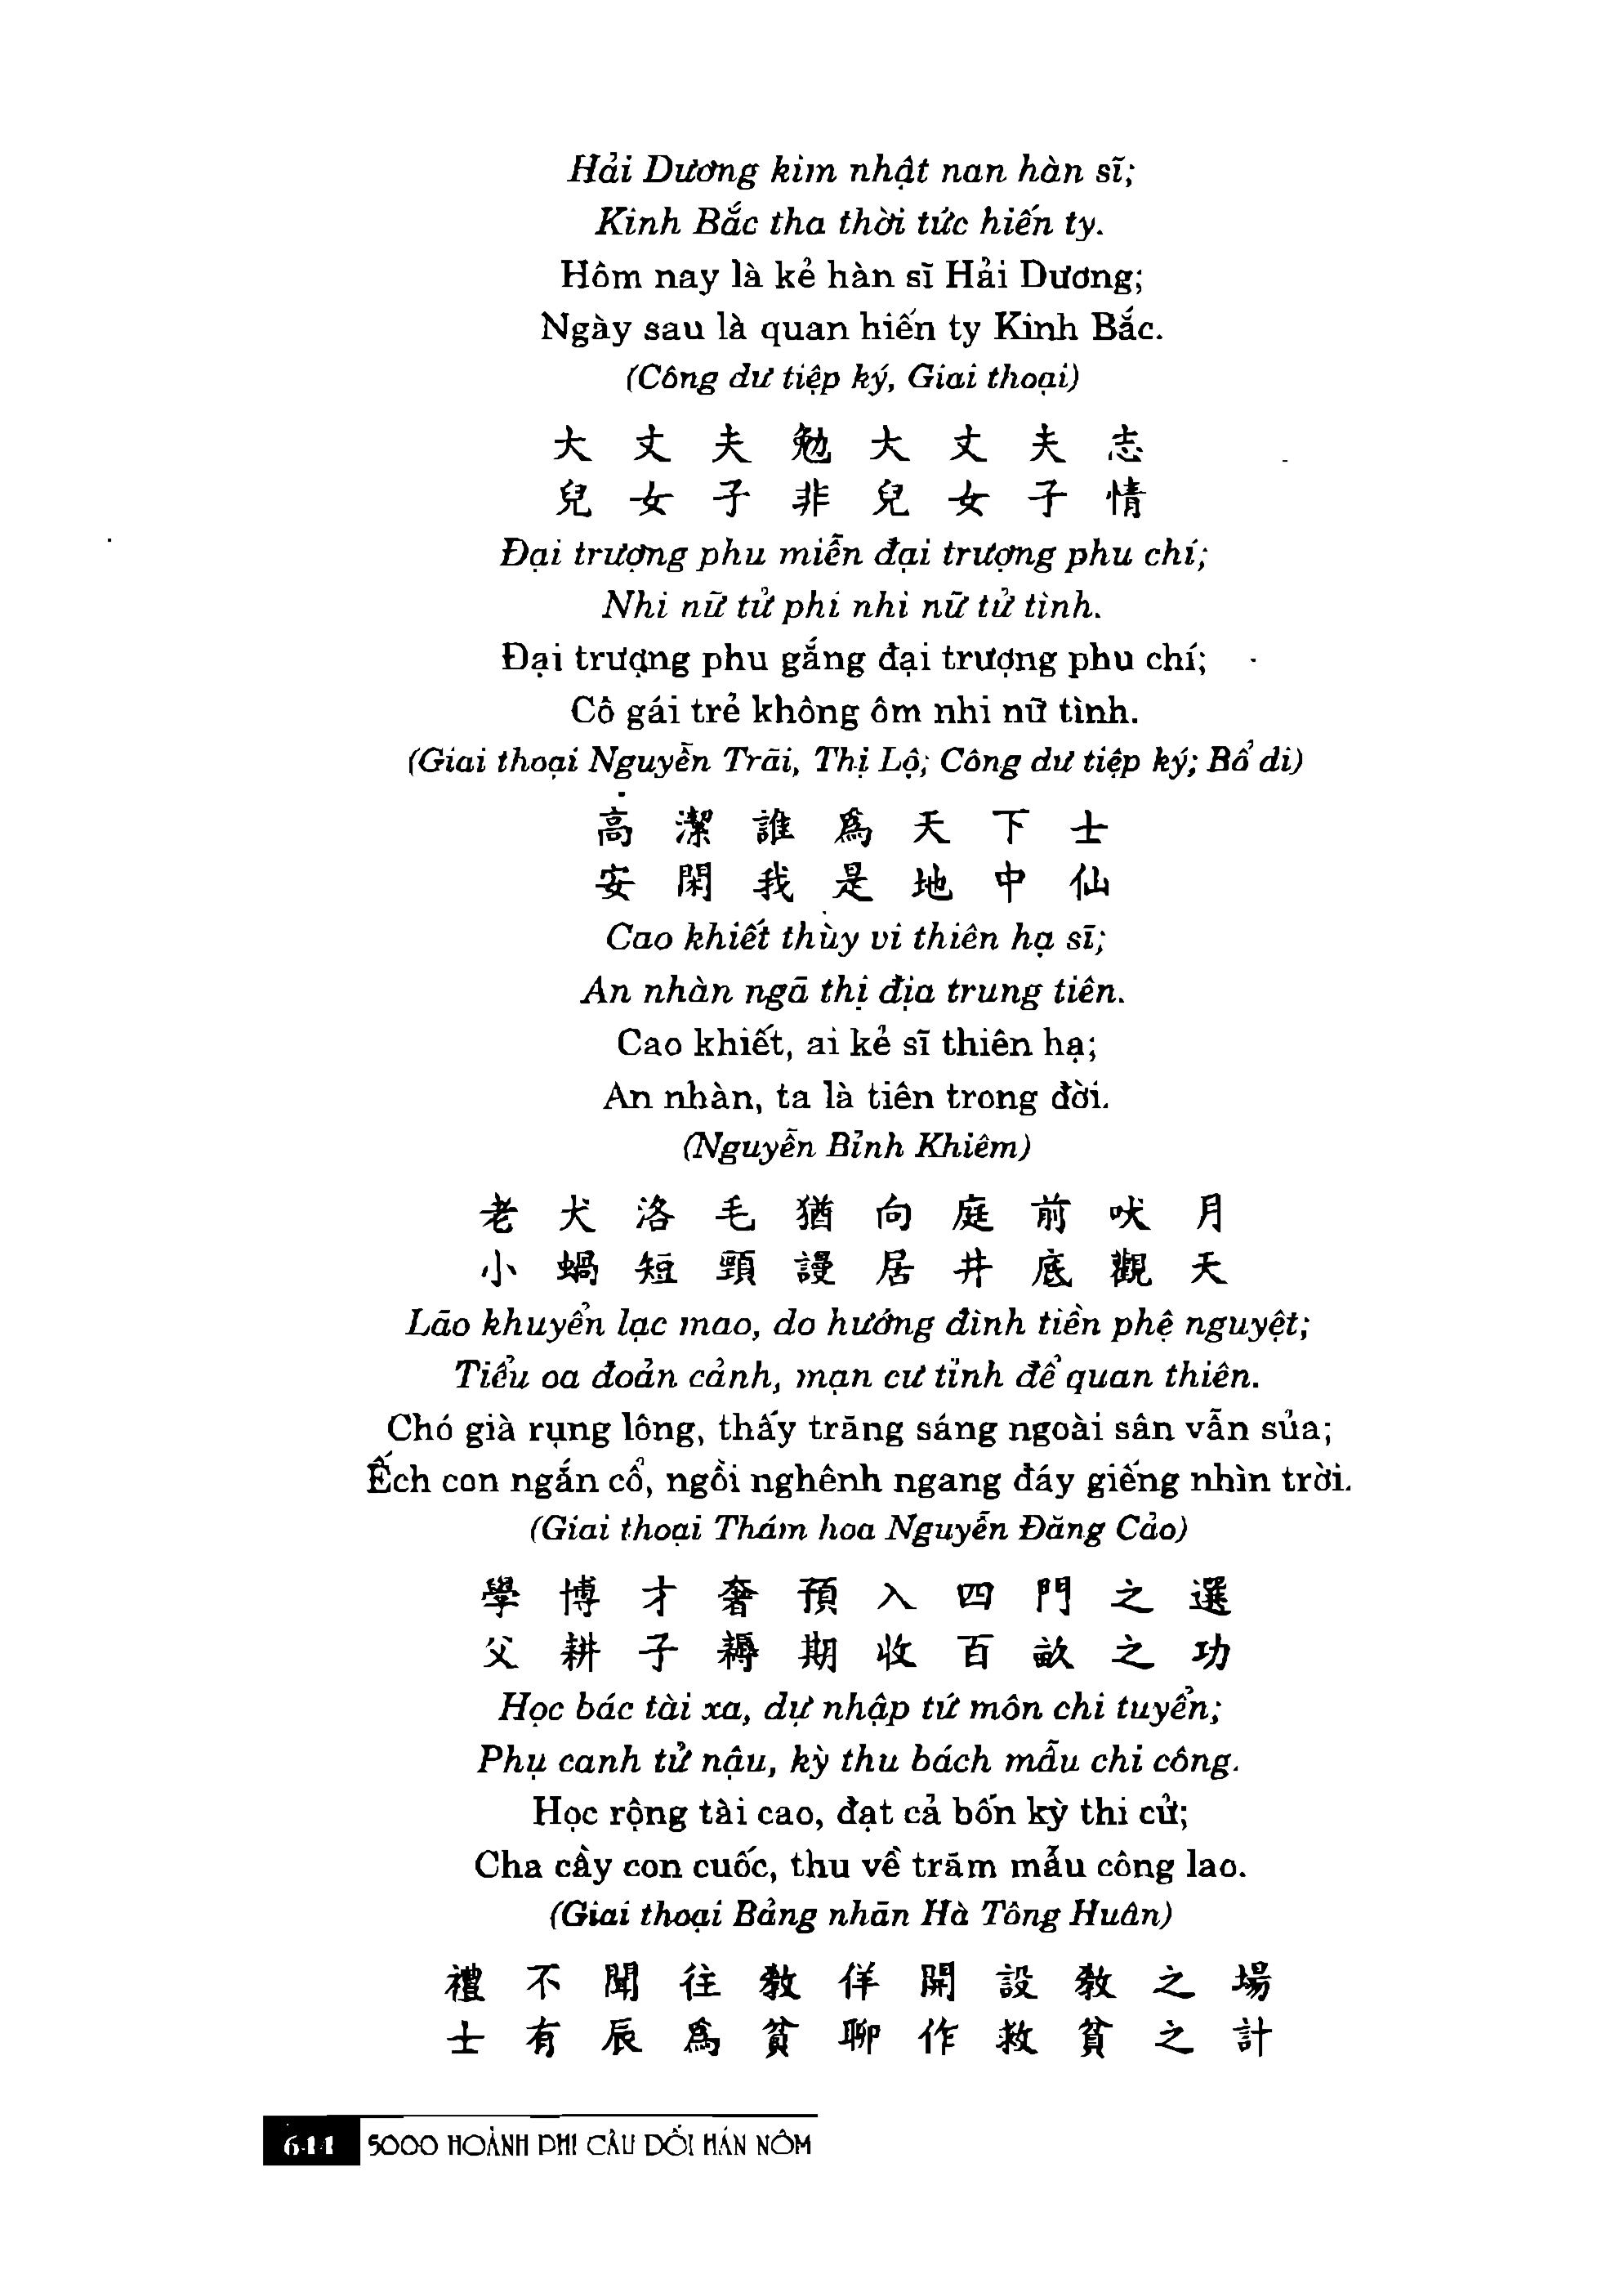 Hải Dương kim nhật nan hàn sĩ;
Kinh Bắc tha thời tức hiến ty.
Hôm nay là kẻ hàn sĩ Hải Dương;
Ngày sau là quan hiến ty Kinh Bắc.
(Công dư tiệp ký, Giai thoại)
大丈夫勉大丈夫志
兒女子非兒女子情
Đại trượng phu miễn đại trượng phu chí;
Nhi nữ tử phi nhi nữ tử tình.
Đại trượng phu gắng đại trượng phu chí;
Cô gái trẻ không ôm nhi nữ tình.
(Giai thoại Nguyễn Trãi, Thị Lộ; Công dư tiệp ký; Bổ di)
高潔誰爲天下士
安閑我是地中仙
Cao khiết thùy vi thiên hạ sĩ;
An nhàn ngã thị địa trung tiên.
Cao khiết, ai kẻ sĩ thiên hạ;
An nhàn, ta là tiên trong đời.
(Nguyễn Bỉnh Khiêm)
老犬洛毛猶向庭前吠月
小蝸短頸謾居井底觀天
Lão khuyển lạc mao, do hướng đình tiền phệ nguyệt;
Tiểu oa đoản cảnh, mạn cư tỉnh để quan thiên.
Chó già rụng lông, thấy trăng sáng ngoài sân vẫn sủa;
Ếch con ngắn cổ, ngồi nghênh ngang đáy giếng nhìn trời.
(Giai thoại Thám hoa Nguyễn Đăng Cảo)
學博才奢預入四門之選
父耕子耨期收百畝之功
Học bác tài xa, dự nhập tứ môn chi tuyển;
Phụ canh tử nậu, kỳ thu bách mẫu chi công.
Học rộng tài cao, đạt cả bốn kỳ thi cử;
Cha cầy con cuốc, thu về trăm mẫu công lao.
(Giai thoại Bảng nhãn Hà Tông Huân)
禮不聞往教佯開設教之場
士有辰爲貧聊作救貧之計
644 5000 HOÀNH PHI CÂU ĐỐI HÁN NÔM